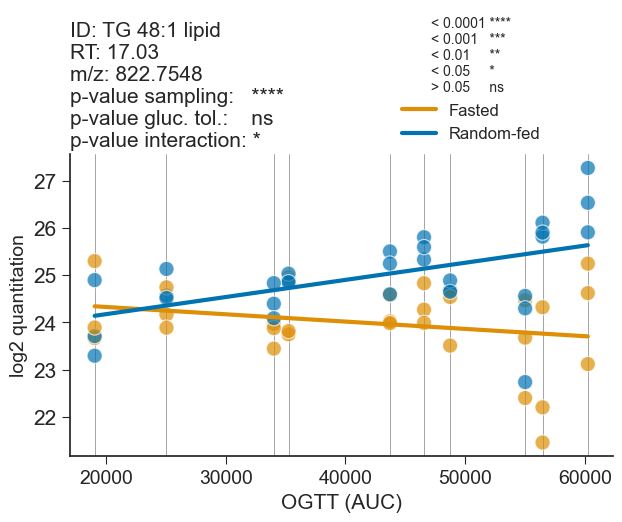 ID: TG 48:1 lipid
RT: 17.03
m/z: 822.7548
p-value sampling: ****
p-value gluc. tol.: ns
p-value interaction: *
< 0.0001 ****
< 0.001 ***
< 0.01 **
< 0.05 *
> 0.05 ns
Fasted
Random-fed
27
26
25
24
23
22
log2 quantitation
20000 30000 40000 50000 60000
OGTT (AUC)